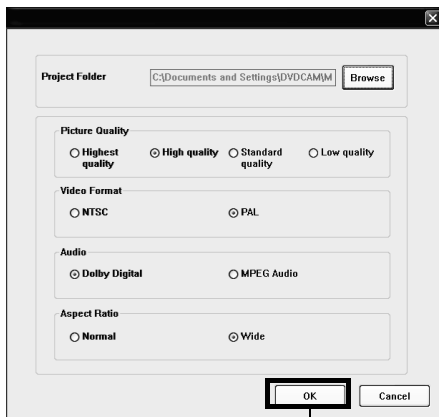 Project Folder C:\Documents and Settings\DVDCAM\M Browse
Picture Quality
Highest quality High quality Standard quality Low quality
Video Format
NTSC PAL
Audio
Dolby Digital MPEG Audio
Aspect Ratio
Normal Wide
OK Cancel